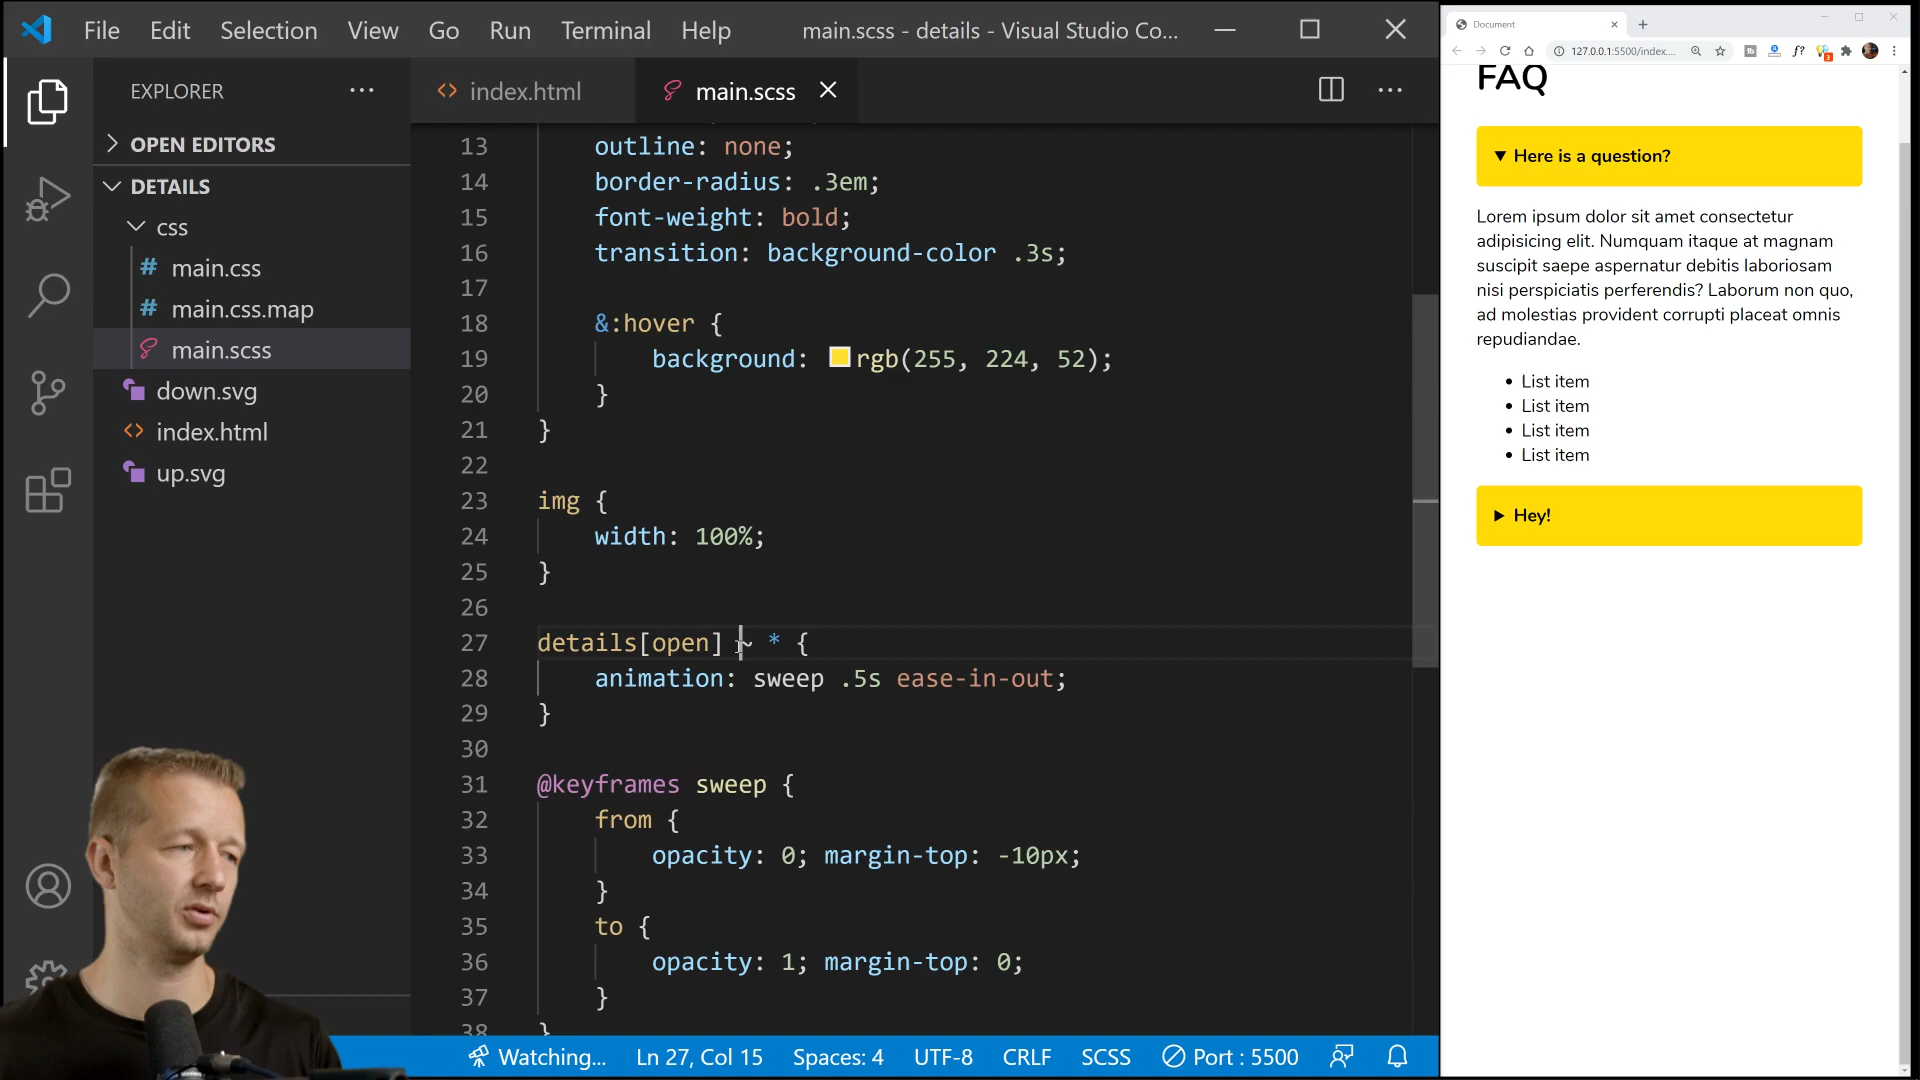 File Edit Selection View Go Run Terminal Help main.scss - details - Visual Studio Co...
EXPLORER
OPEN EDITORS
DETAILS
css
main.css
main.css.map
main.scss
down.svg
index.html
up.svg
index.html main.scss
13 outline: none;
14 border-radius: .3em;
15 font-weight: bold;
16 transition: background-color .3s;
17
18 &:hover {
19 background: rgb(255, 224, 52);
20 }
21 }
22
23 img {
24 width: 100%;
25 }
26
27 details[open] ~ * {
28 animation: sweep .5s ease-in-out;
29 }
30
31 @keyframes sweep {
32 from {
33 opacity: 0; margin-top: -10px;
34 }
35 to {
36 opacity: 1; margin-top: 0;
37 }
38 }
Watching... Ln 27, Col 15 Spaces: 4 UTF-8 CRLF SCSS Port : 5500
Document
127.0.0.1:5500/index....
FAQ
Here is a question?
Lorem ipsum dolor sit amet consectetur
adipisicing elit. Numquam itaque at magnam
suscipit saepe aspernatur debitis laboriosam
nisi perspiciatis perferendis? Laborum non quo,
ad molestias provident corrupti placeat omnis
repudiandae.
• List item
• List item
• List item
• List item
Hey!